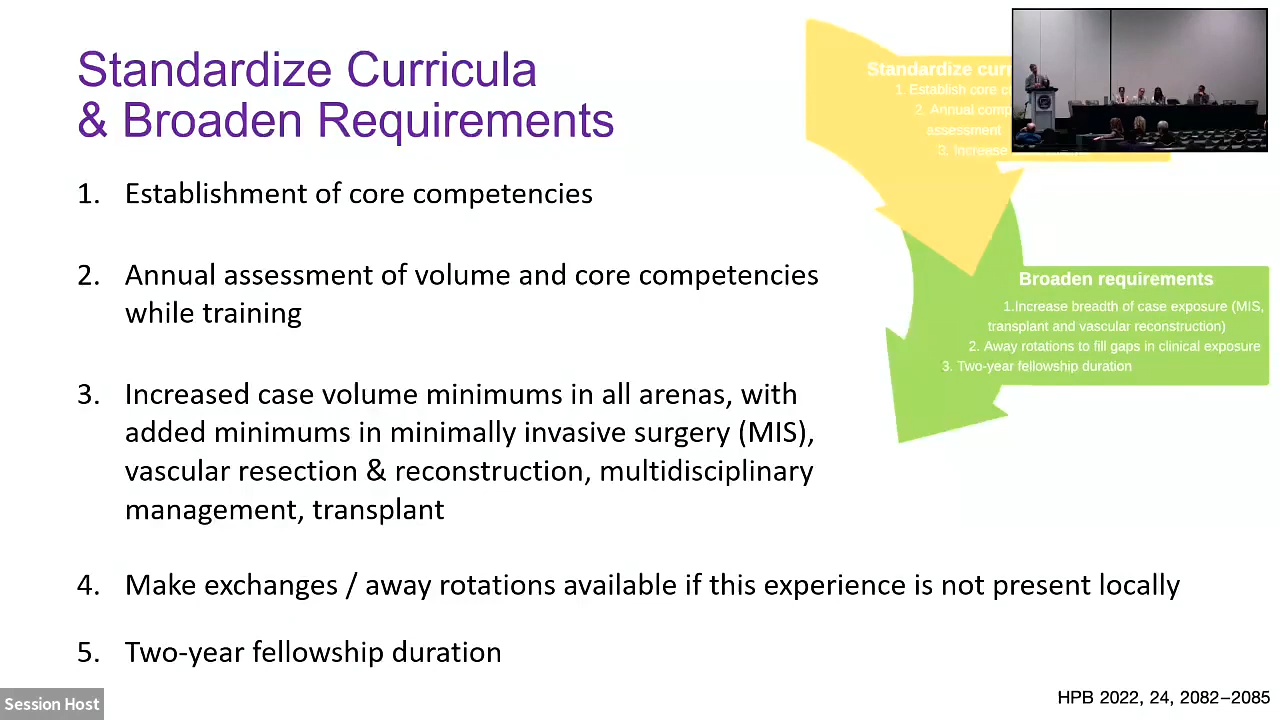 Standardize Curricula
& Broaden Requirements
1. Establishment of core competencies
2. Annual assessment of volume and core competencies
while training
3. Increased case volume minimums in all arenas, with
added minimums in minimally invasive surgery (MIS),
vascular resection & reconstruction, multidisciplinary
management, transplant
4. Make exchanges / away rotations available if this experience is not present locally
5. Two-year fellowship duration
Standardize
1. Establish core
2. Annual
assessment
3. Increase
Broaden requirements
1.Increase breadth of case exposure (MIS,
transplant and vascular reconstruction)
2. Away rotations to fill gaps in clinical exposure
3. Two-year fellowship duration
HPB 2022, 24, 2082–2085
Session Host